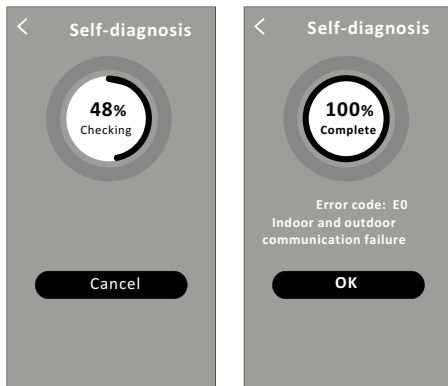 Self-diagnosis
48%
Checking
Cancel
Self-diagnosis
100%
Complete
Error code: E0
Indoor and outdoor
communication failure
OK